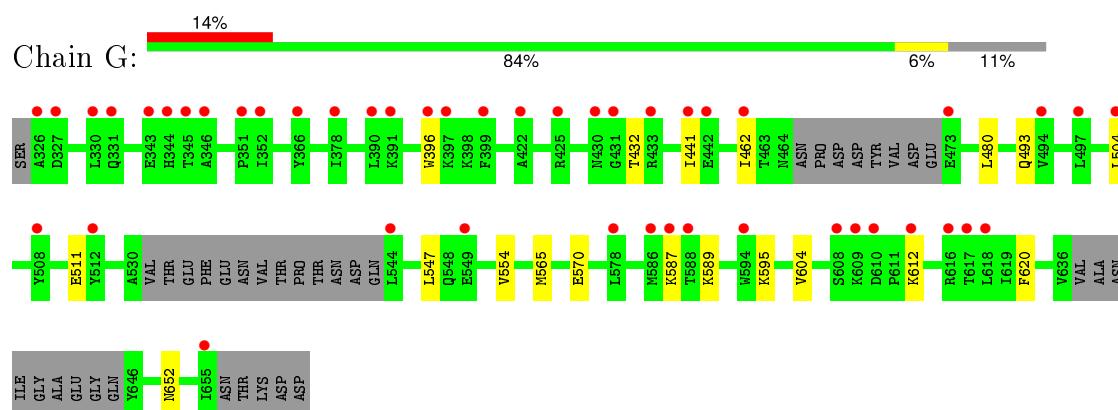 14%
Chain G:
84% 6% 11%
SER A326 D327 L330 Q331 E343 H344 T345 A346 P351 I352 Y366 I378 L390 K391 W396 K397 K398 F399 A422 R425 N430 G431 T432 R433 I441 E442 I462 T463 N464 ASN PRO ASP ASP TYR VAL ASP GLU E473 L480 Q493 V494 L497
Y508 E511 Y512 A530 VAL THR GLU PHE GLU ASN VAL THR PRO THR ASN ASP GLN L544 L547 Q548 E549 V554 M565 E570 L578 M586 K587 T588 K589 W594 K595 V604 S608 K609 D610 P611 K612 R616 T617 L618 I619 F620 V636 VAL ALA ASN
ILE GLY ALA GLU GLY GLN Y646 N652 I655 ASN THR LYS ASP ASP